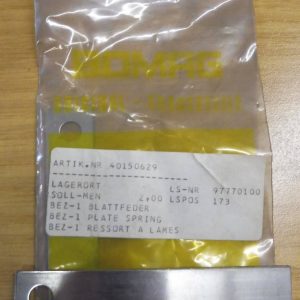 BOMAG
ARTIK.NR 40150629
LAGERORT LS-NR 97770100
SOLL-MEN 2,00 LSPOS 173
BEZ-1 BLATTFEDER
BEZ-1 PLATE SPRING
BEZ-1 RESSORT A LAMES